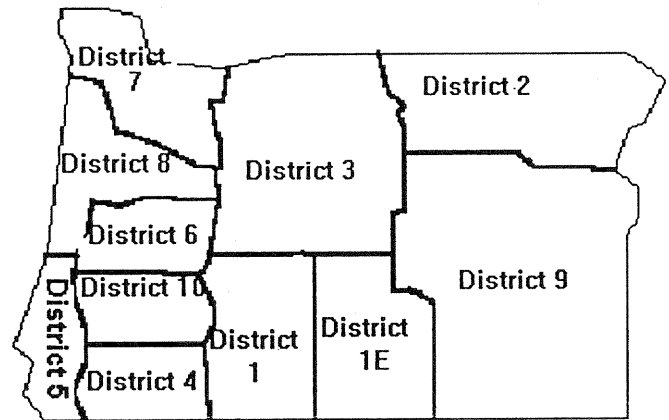 District
7
District 2
District 8
District 3
District 6
District 9
District 10
District 5
District
1
District
1E
District 4